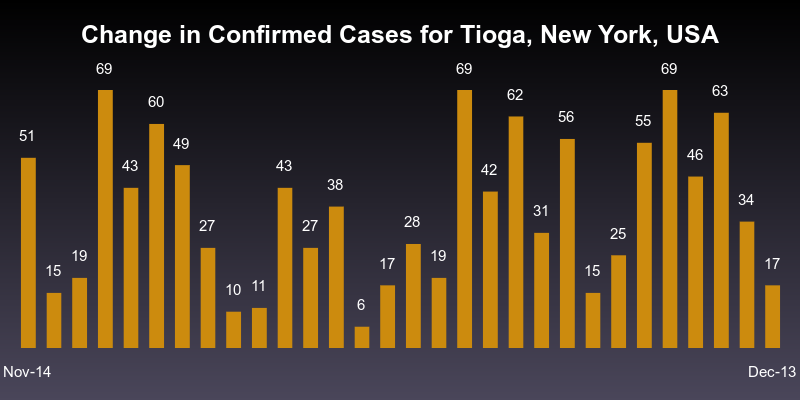 Change in Confirmed Cases for Tioga, New York, USA
51 15 19 69 43 60 49 27 10 11 43 27 38 6 17 28 19 69 42 62 31 56 15 25 55 69 46 63 34 17
Nov-14 Dec-13